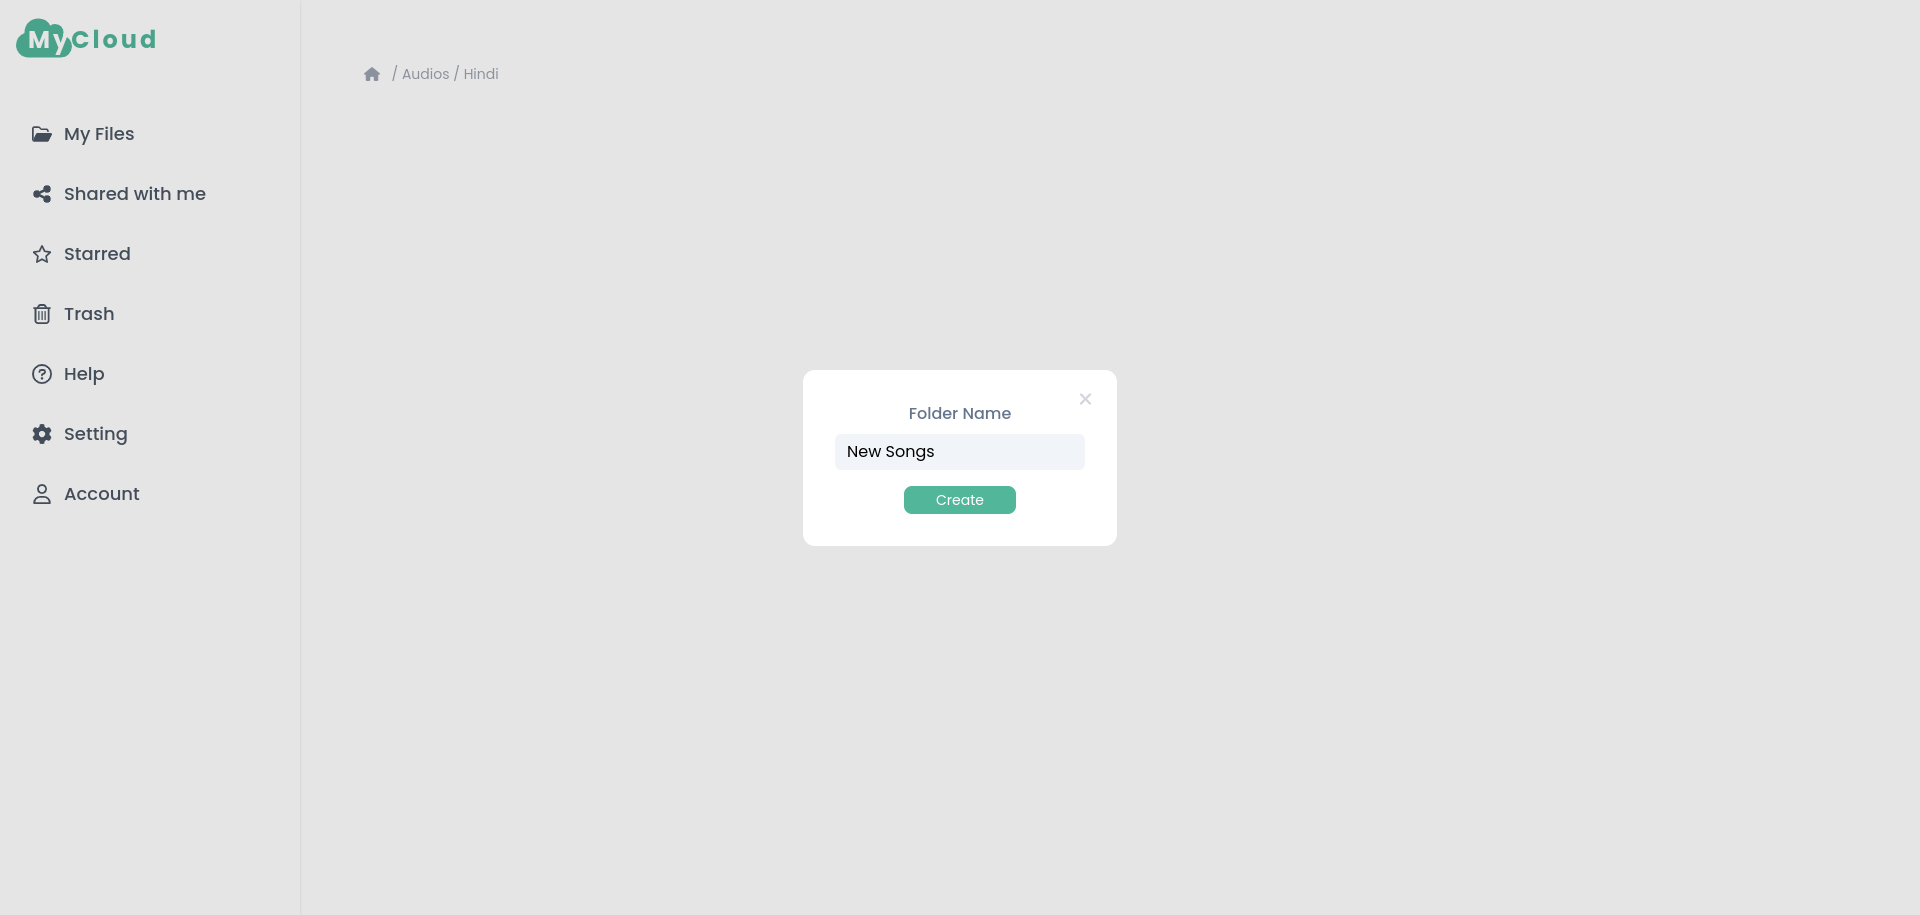 MyCloud
/ Audios / Hindi
My Files
Shared with me
Starred
Trash
Help
Setting
Account
Folder Name
New Songs
Create